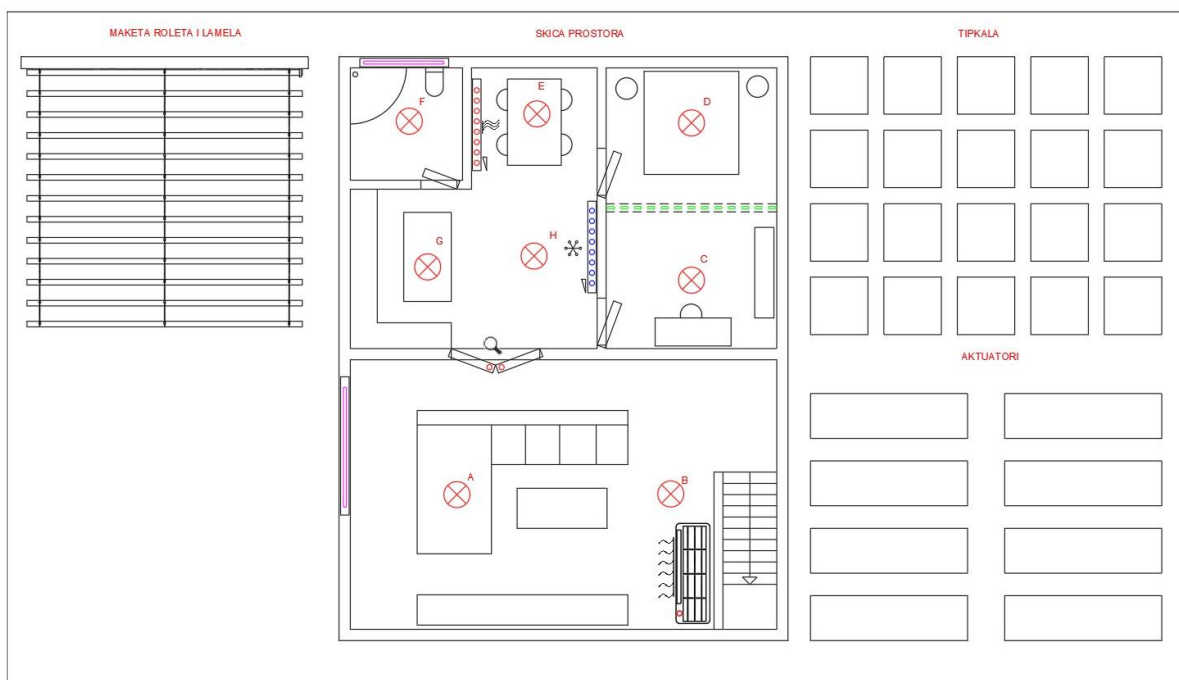 MAKETA ROLETA I LAMELA
SKICA PROSTORA
TIPKALA
F
E
D
G
H
C
AKTUATORI
A
B